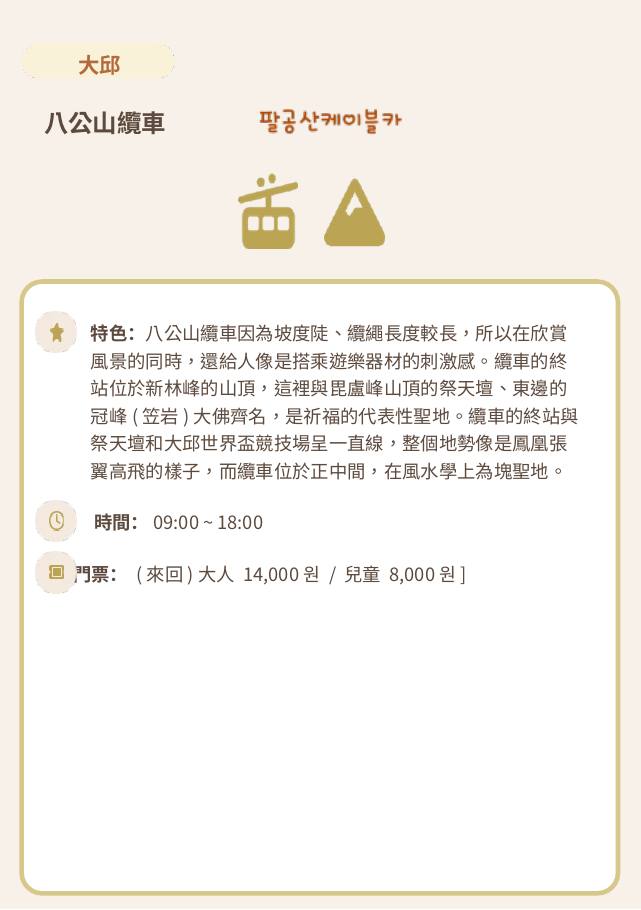 大邱
八公山纜車 팔공산케이블카
特色：八公山纜車因為坡度陡、纜繩長度較長，所以在欣賞
風景的同時，還給人像是搭乘遊樂器材的刺激感。纜車的終
站位於新林峰的山頂，這裡與毘盧峰山頂的祭天壇、東邊的
冠峰 ( 笠岩 ) 大佛齊名，是祈福的代表性聖地。纜車的終站與
祭天壇和大邱世界盃競技場呈一直線，整個地勢像是鳳凰張
翼高飛的樣子，而纜車位於正中間，在風水學上為塊聖地。
時間： 09:00 ~ 18:00
門票： ( 來回 ) 大人 14,000 원 / 兒童 8,000 원 ]